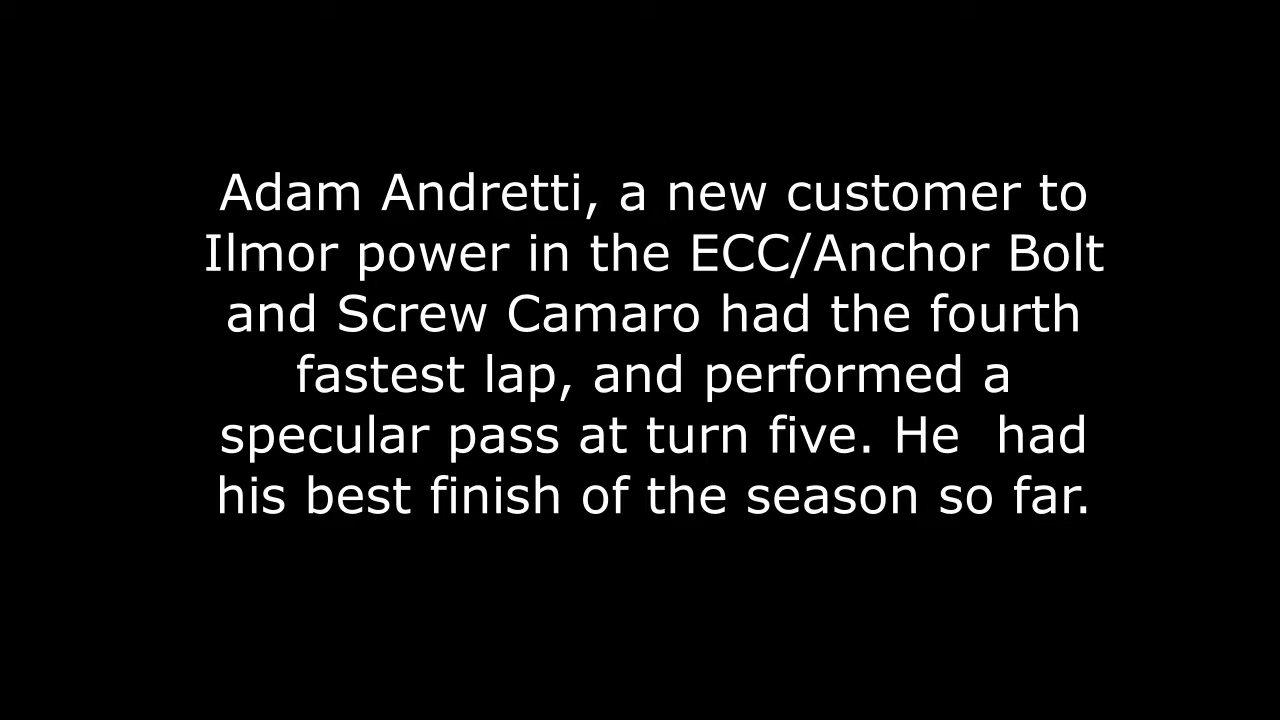 Adam Andretti, a new customer to
Ilmor power in the ECC/Anchor Bolt
and Screw Camaro had the fourth
fastest lap, and performed a
specular pass at turn five. He  had
his best finish of the season so far.